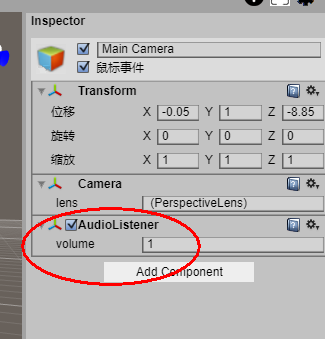 Inspector
Main Camera
鼠标事件
Transform
位移 X -0.05 Y 1 Z -8.85
旋转 X 0 Y 0 Z 0
缩放 X 1 Y 1 Z 1
Camera
lens (PerspectiveLens)
AudioListener
volume 1
Add Component